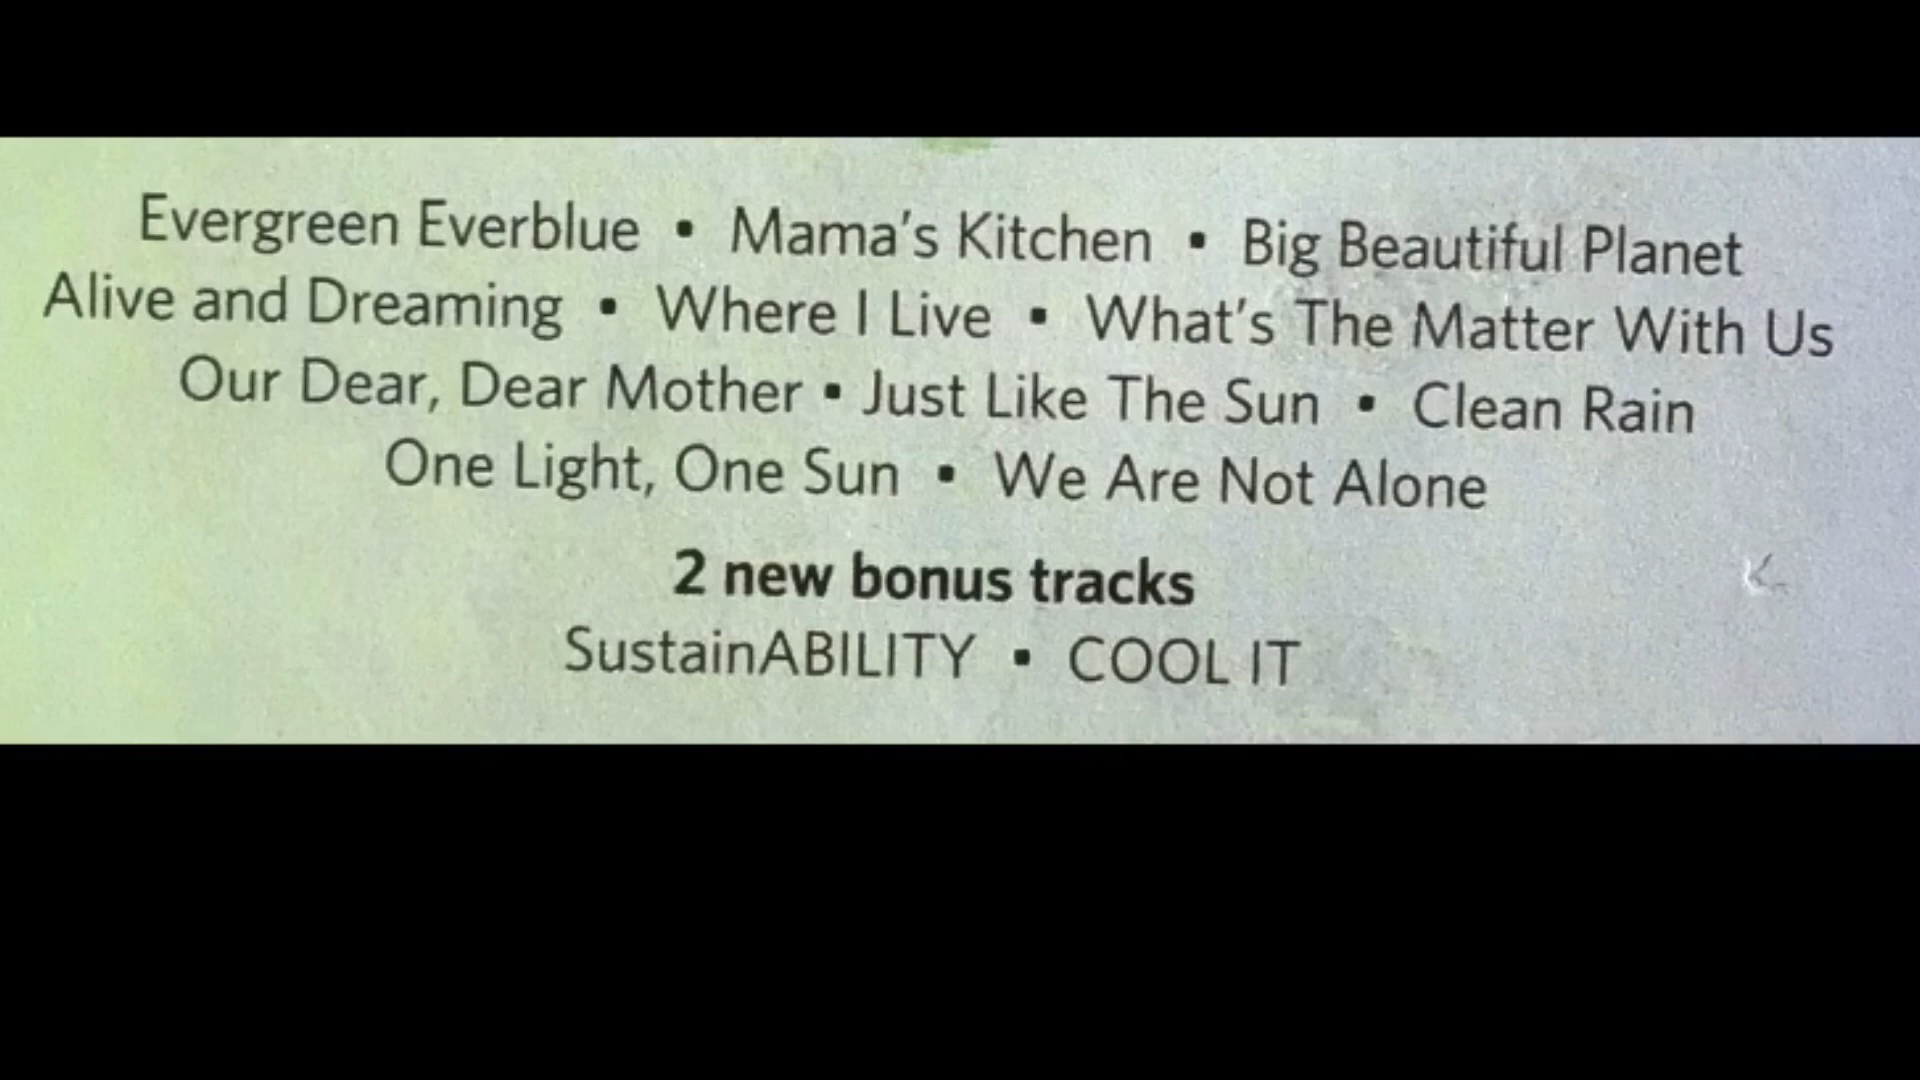 Evergreen Everblue • Mama's Kitchen • Big Beautiful Planet
Alive and Dreaming • Where I Live • What's The Matter With Us
Our Dear, Dear Mother • Just Like The Sun • Clean Rain
One Light, One Sun • We Are Not Alone
2 new bonus tracks
SustainABILITY • COOL IT